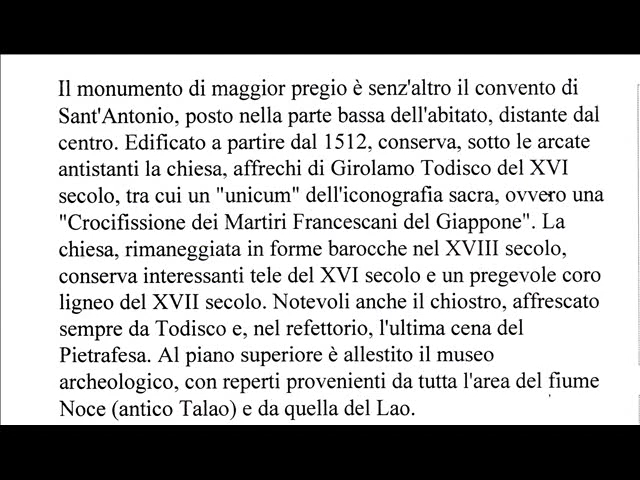 Il monumento di maggior pregio è senz'altro il convento di
Sant'Antonio, posto nella parte bassa dell'abitato, distante dal
centro. Edificato a partire dal 1512, conserva, sotto le arcate
antistanti la chiesa, affrechi di Girolamo Todisco del XVI
secolo, tra cui un "unicum" dell'iconografia sacra, ovvero una
"Crocifissione dei Martiri Francescani del Giappone". La
chiesa, rimaneggiata in forme barocche nel XVIII secolo,
conserva interessanti tele del XVI secolo e un pregevole coro
ligneo del XVII secolo. Notevoli anche il chiostro, affrescato
sempre da Todisco e, nel refettorio, l'ultima cena del
Pietrafesa. Al piano superiore è allestito il museo
archeologico, con reperti provenienti da tutta l'area del fiume
Noce (antico Talao) e da quella del Lao.